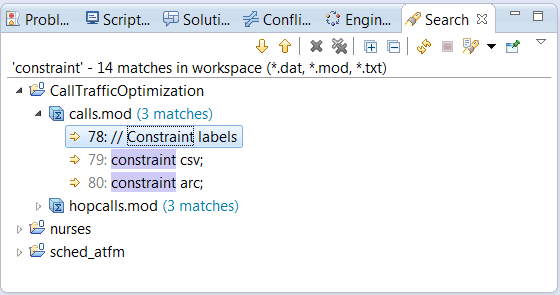 Probl... Script... Soluti... Confli... Engin... Search
'constraint' - 14 matches in workspace (*.dat, *.mod, *.txt)
CallTrafficOptimization
calls.mod (3 matches)
78: // Constraint labels
79: constraint csv;
80: constraint arc;
hopcalls.mod (3 matches)
nurses
sched_atfm